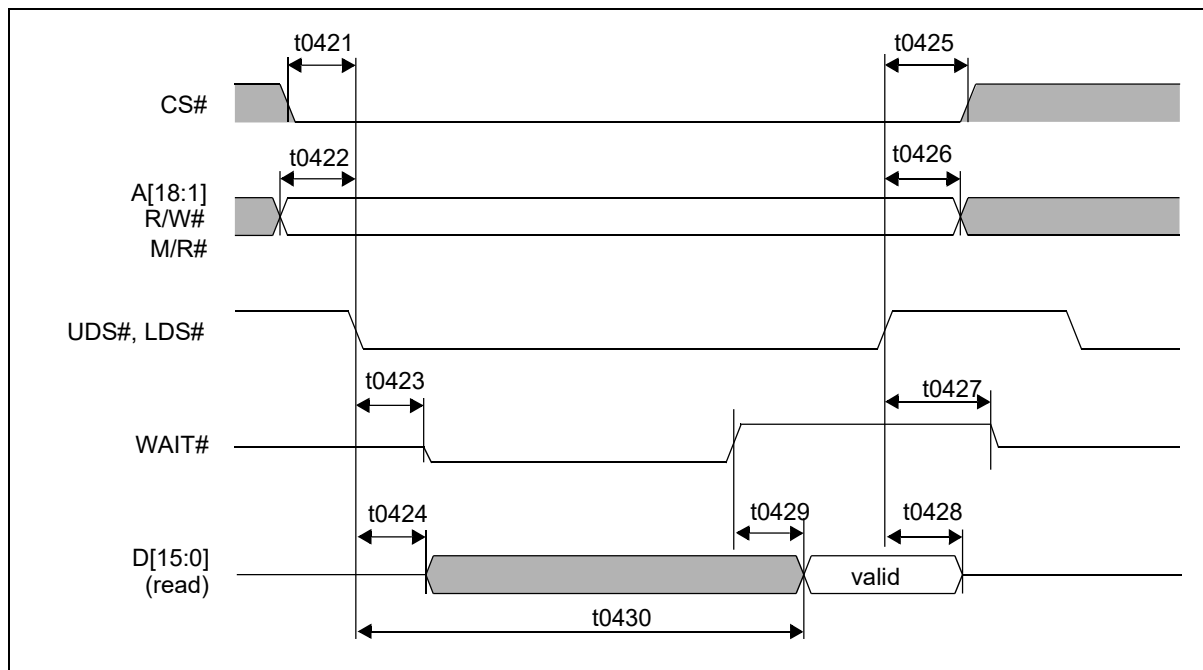 t0421
t0425
CS#
t0422
t0426
A[18:1]
R/W#
M/R#
UDS#, LDS#
t0423
t0427
WAIT#
t0424
t0429
t0428
D[15:0]
(read)
valid
t0430